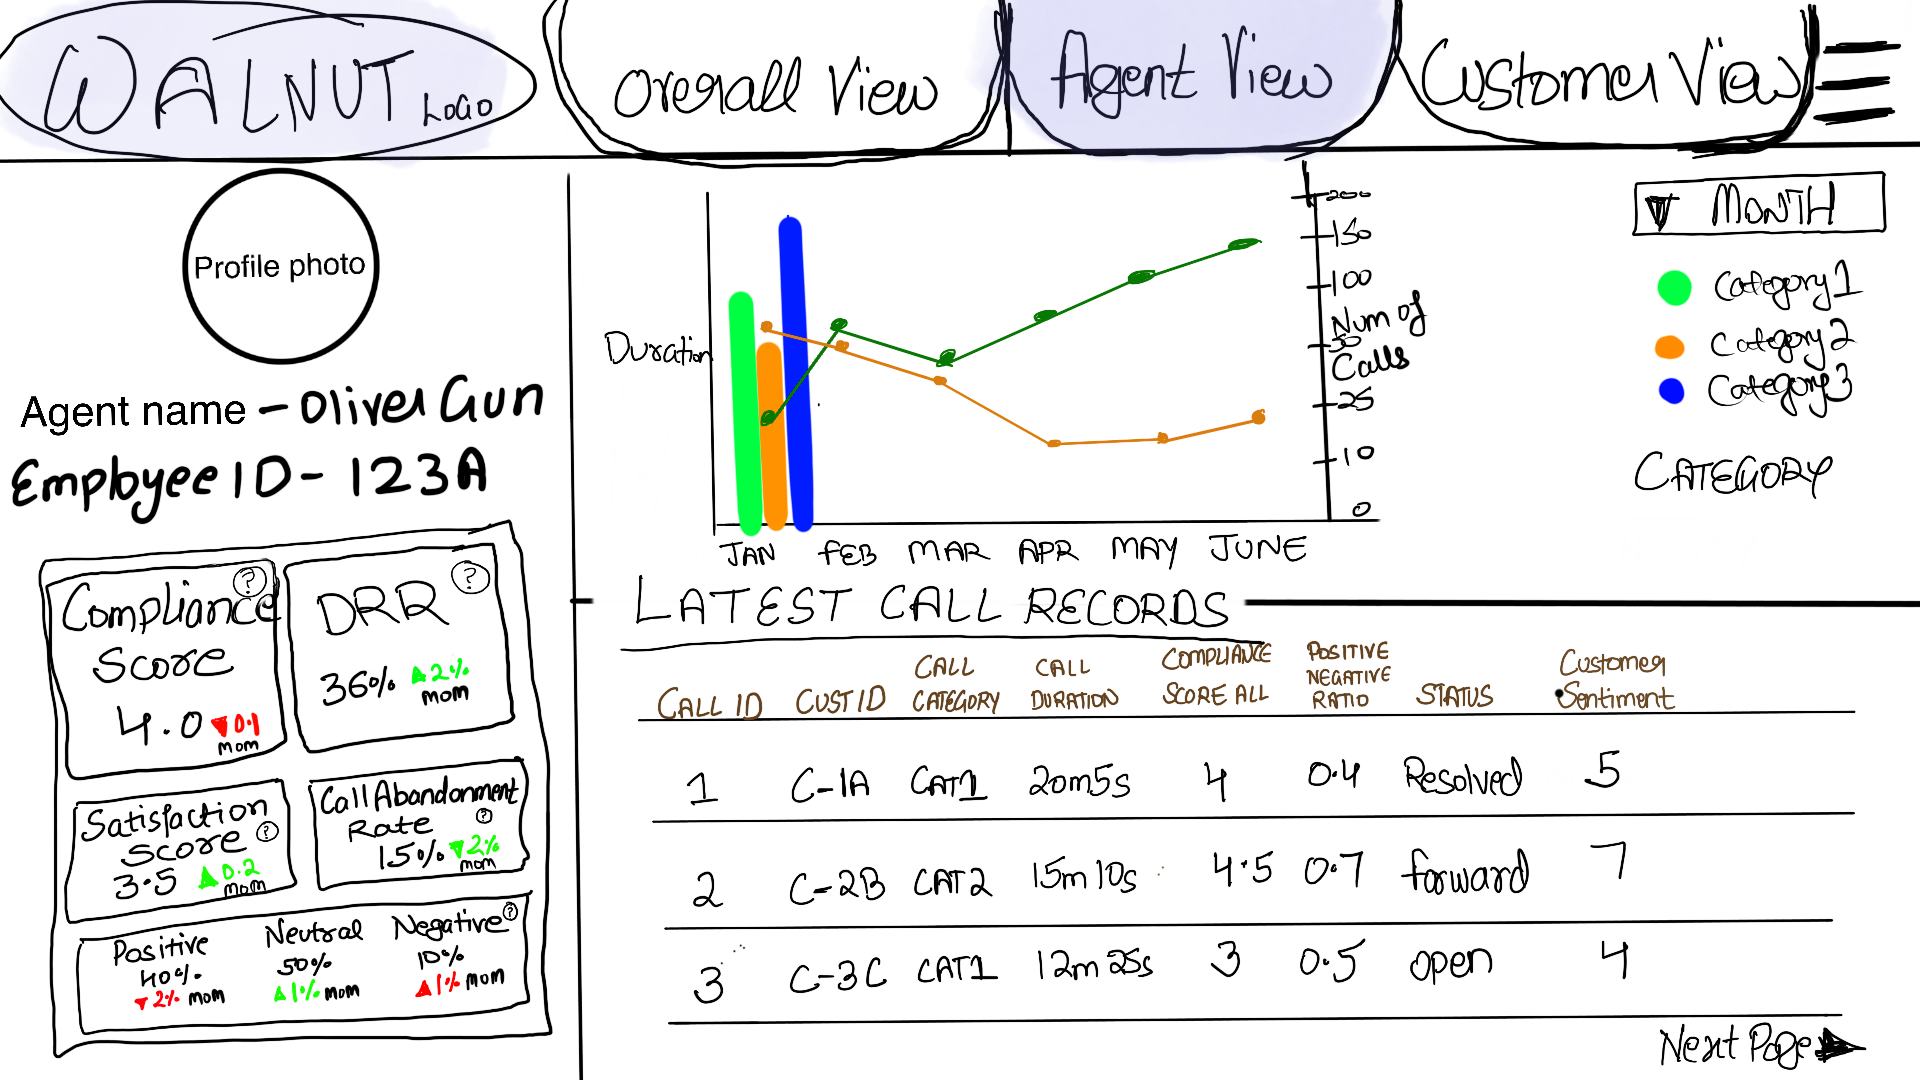 WALNUT LOGO
Overall View
Agent View
Customer View
Profile photo
Agent name - Oliver Gun
Employee ID - 123A
Compliance ?
Score
4.0 ▼0.1
mom
DRR ?
36% ▲2%
mom
Satisfaction
Score ?
3.5 ▲0.2
mom
Call Abandonment
Rate ?
15% ▼2%
mom
Positive Neutral Negative ?
40% 50% 10%
▼2% mom ▲1% mom ▲1% mom
Duration
200
150
100
Num of
50
Calls
25
10
0
JAN FEB MAR APR MAY JUNE
▼ MONTH
Category 1
Category 2
Category 3
CATEGORY
LATEST CALL RECORDS
CALL ID
CUST ID
CALL
CATEGORY
CALL
DURATION
COMPLIANCE
SCORE ALL
POSITIVE
NEGATIVE
RATIO
STATUS
Customer
Sentiment
1 C-1A CAT1 20m5s 4 0.4 Resolved 5
2 C-2B CAT2 15m10s 4.5 0.7 forward 7
3 C-3C CAT1 12m25s 3 0.5 open 4
Next Page